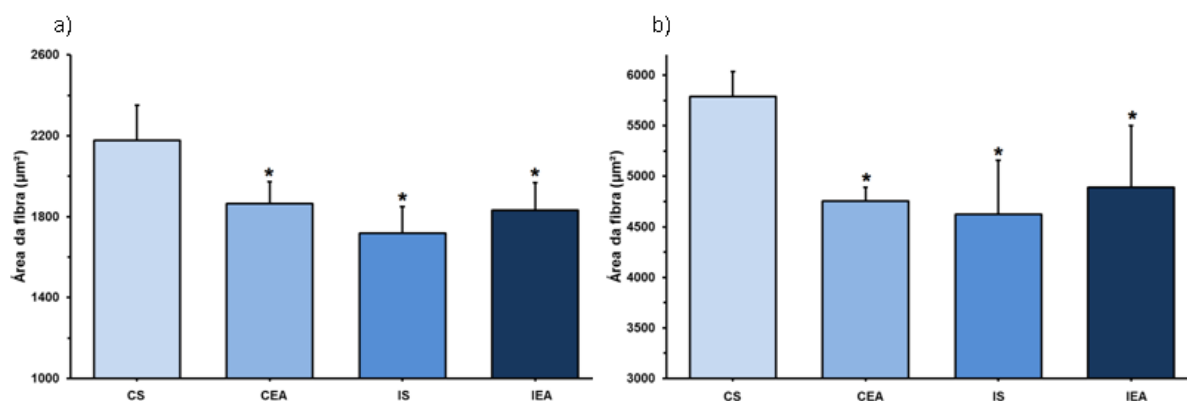 a)
Área da fibra (µm²)
2600
2200
1800
1400
1000
*
*
*
CS
CEA
IS
IEA
b)
Área da fibra (µm²)
6000
5500
5000
4500
4000
3500
3000
*
*
*
CS
CEA
IS
IEA